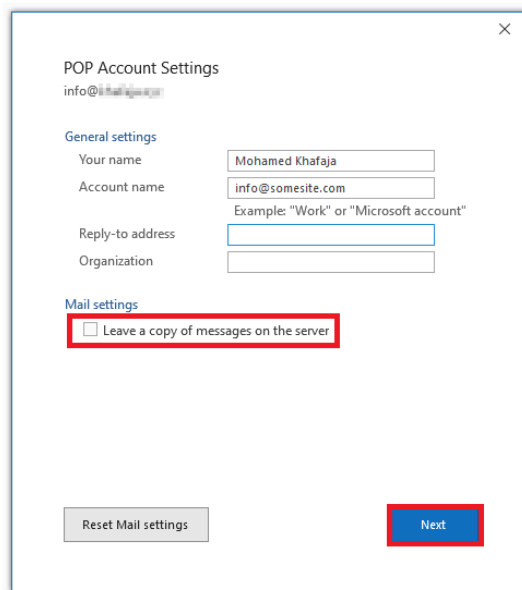 POP Account Settings
info@
General settings
Your name Mohamed Khafaja
Account name info@somesite.com
Example: "Work" or "Microsoft account"
Reply-to address
Organization
Mail settings
Leave a copy of messages on the server
Reset Mail settings Next